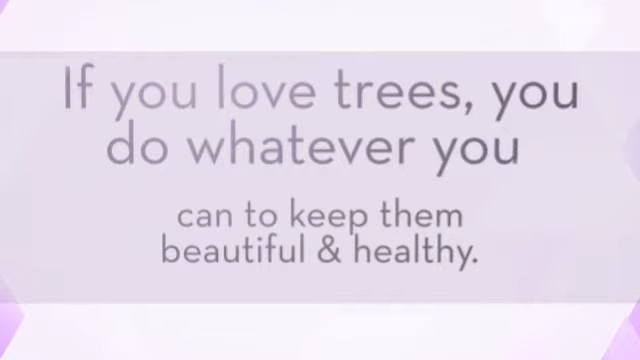 If you love trees, you
do whatever you
can to keep them
beautiful & healthy.